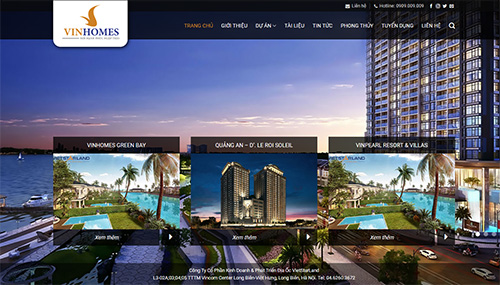 Liên hệ
Hotline: 0909.009.009
VINHOMES
TRANG CHỦ GIỚI THIỆU DỰ ÁN TÀI LIỆU TIN TỨC PHONG THỦY TUYỂN DỤNG LIÊN HỆ
VINHOMES GREEN BAY
QUẢNG AN – D'. LE ROI SOLEIL
VINPEARL RESORT & VILLAS
Xem thêm
Xem thêm
Xem thêm
Công Ty Cổ Phần Kinh Doanh & Phát Triển Địa Ốc VietStarLand
L3-02A,03,04,05 TTTM Vincom Center Long Biên-Việt Hưng, Long Biên, Hà Nội. Tel: 04.6260 3672